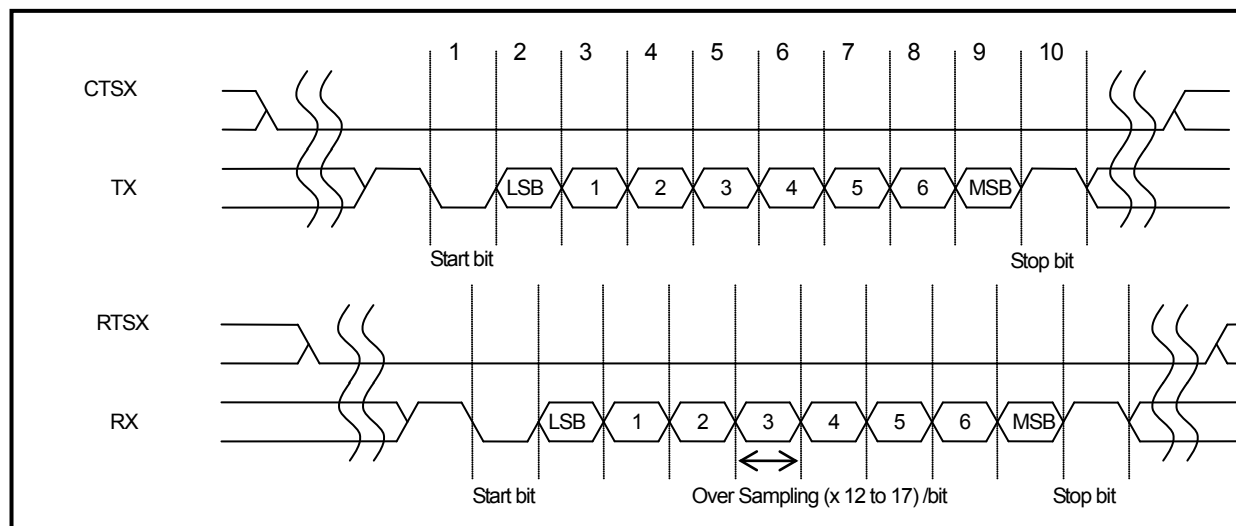 1 2 3 4 5 6 7 8 9 10
CTSX
TX LSB 1 2 3 4 5 6 MSB
Start bit Stop bit
RTSX
RX LSB 1 2 3 4 5 6 MSB
Start bit Over Sampling (x 12 to 17) /bit Stop bit